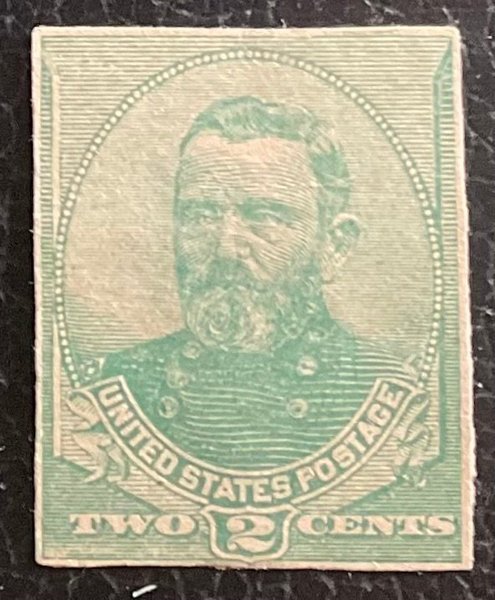 UNITED STATES POSTAGE
TWO 2 CENTS